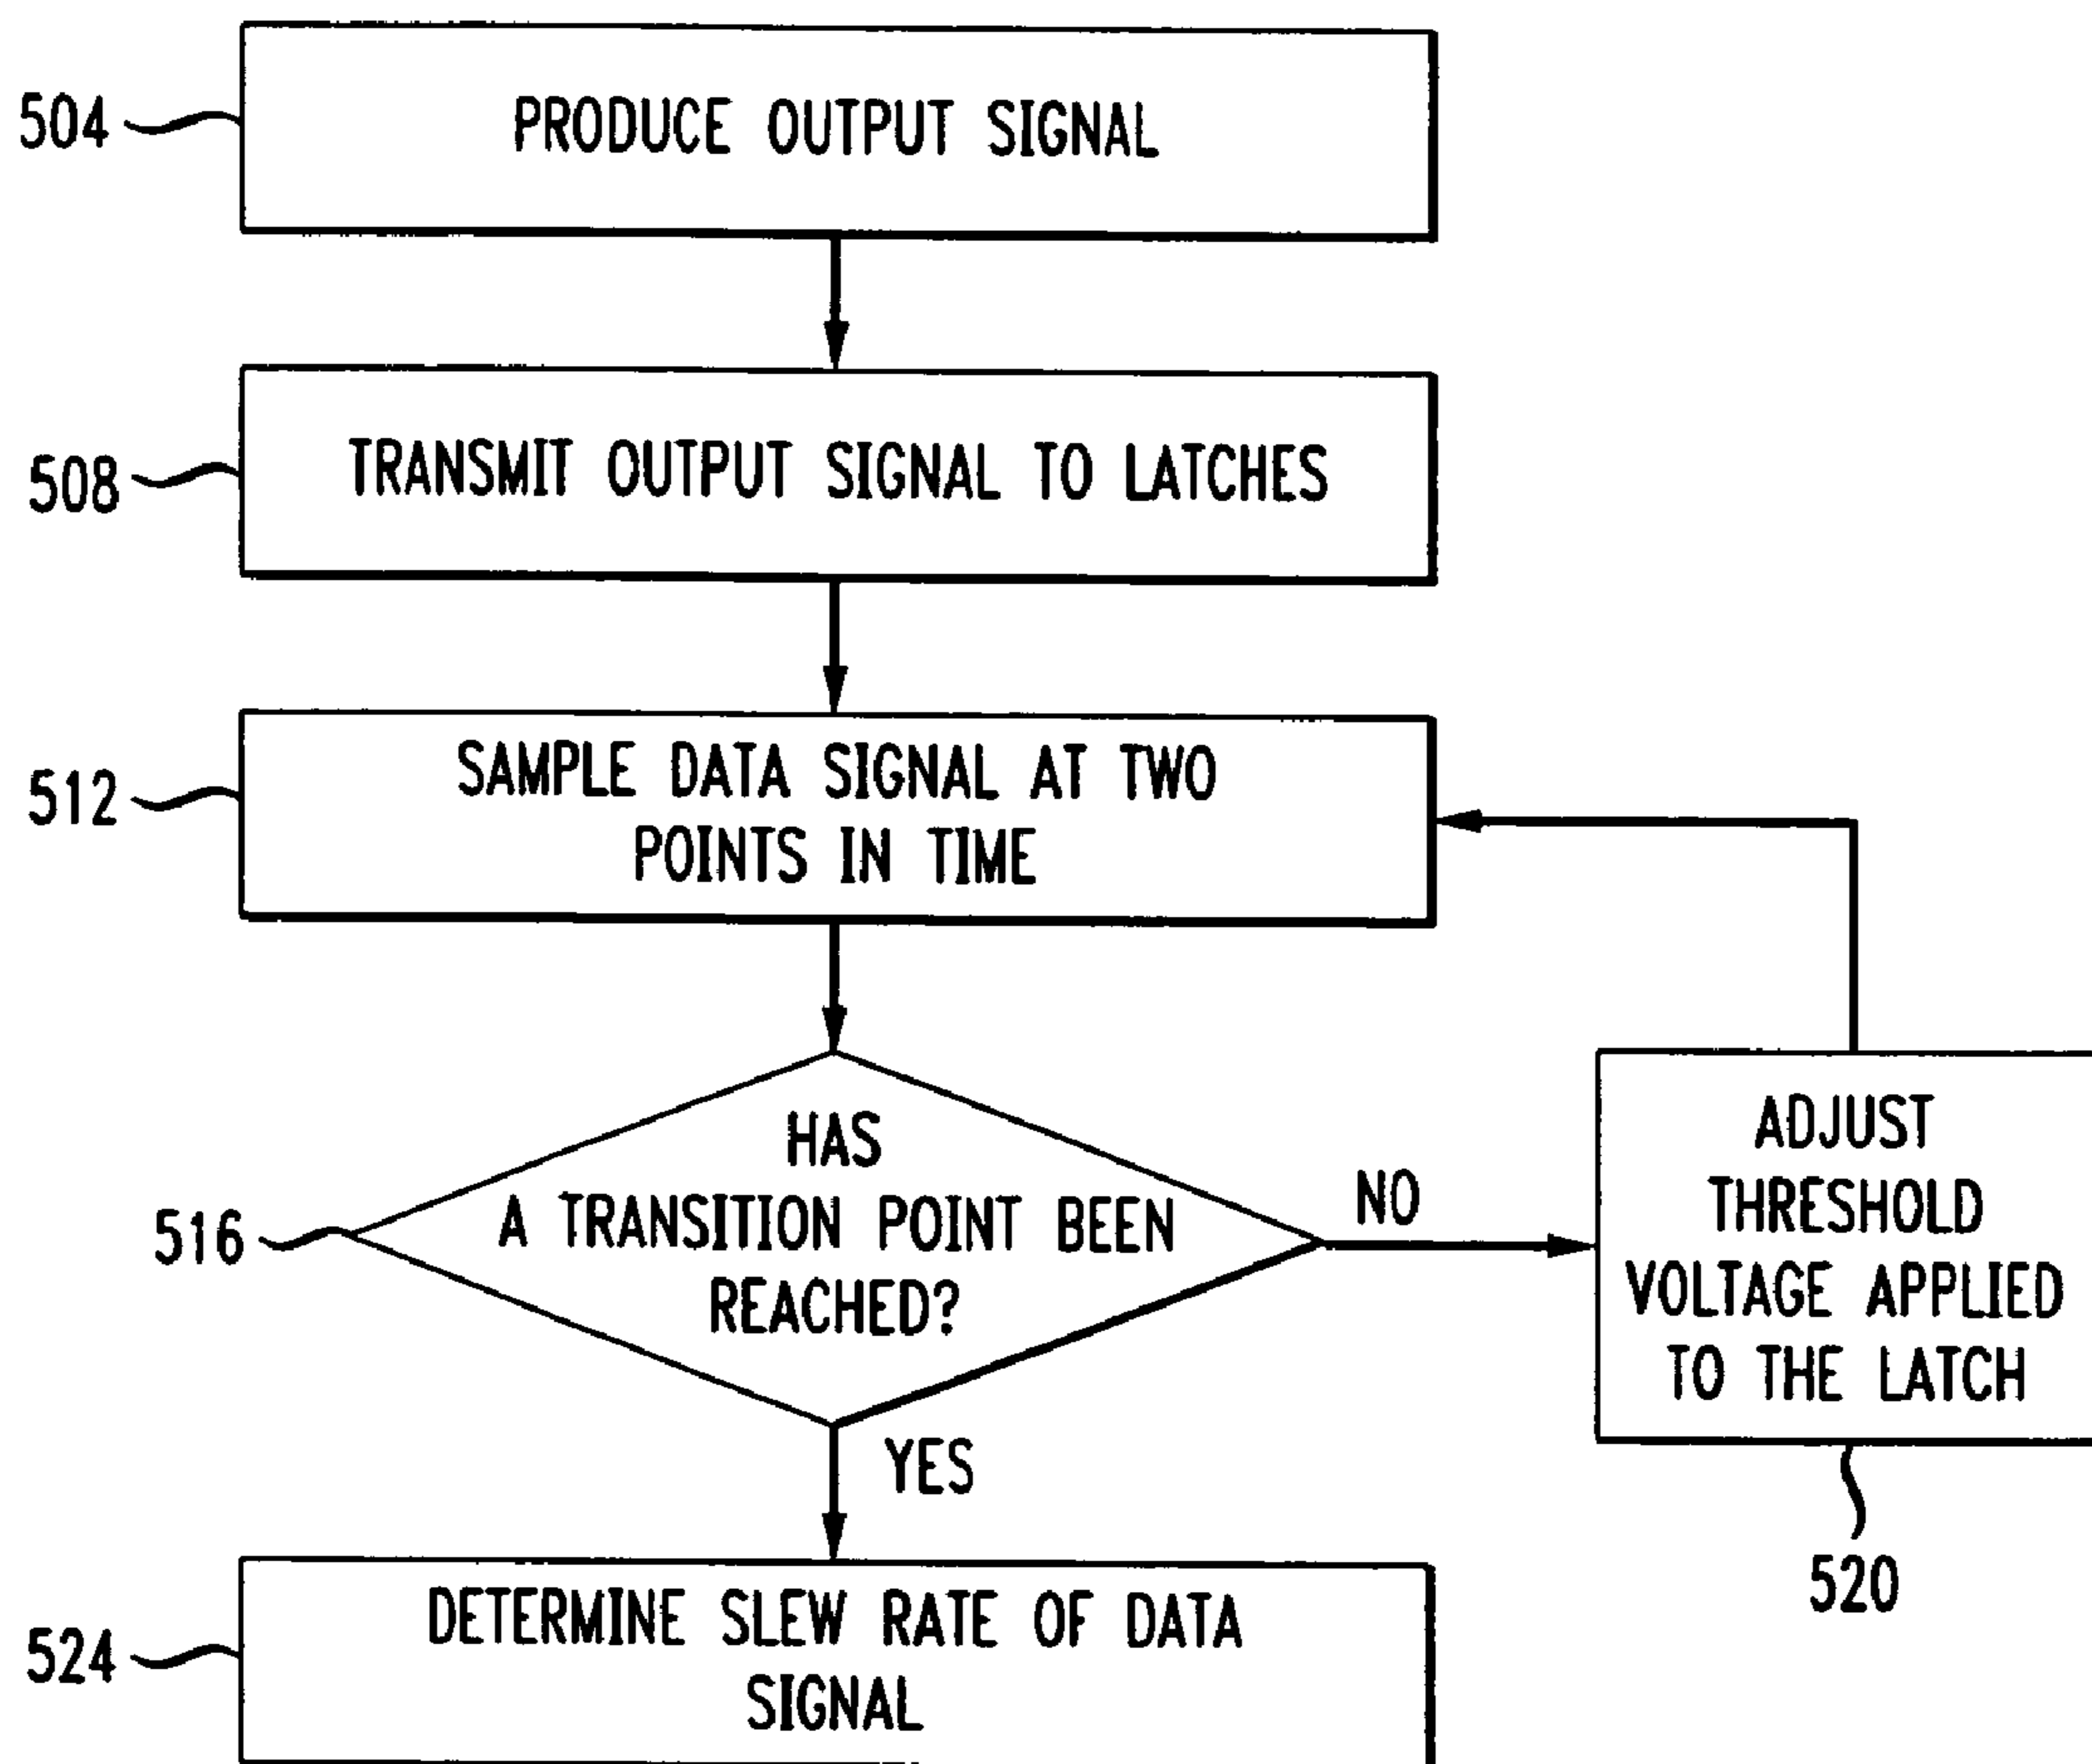 504
PRODUCE OUTPUT SIGNAL
508
TRANSMIT OUTPUT SIGNAL TO LATCHES
512
SAMPLE DATA SIGNAL AT TWO
POINTS IN TIME
516
HAS
A TRANSITION POINT BEEN
REACHED?
NO
ADJUST
THRESHOLD
VOLTAGE APPLIED
TO THE LATCH
520
YES
524
DETERMINE SLEW RATE OF DATA
SIGNAL